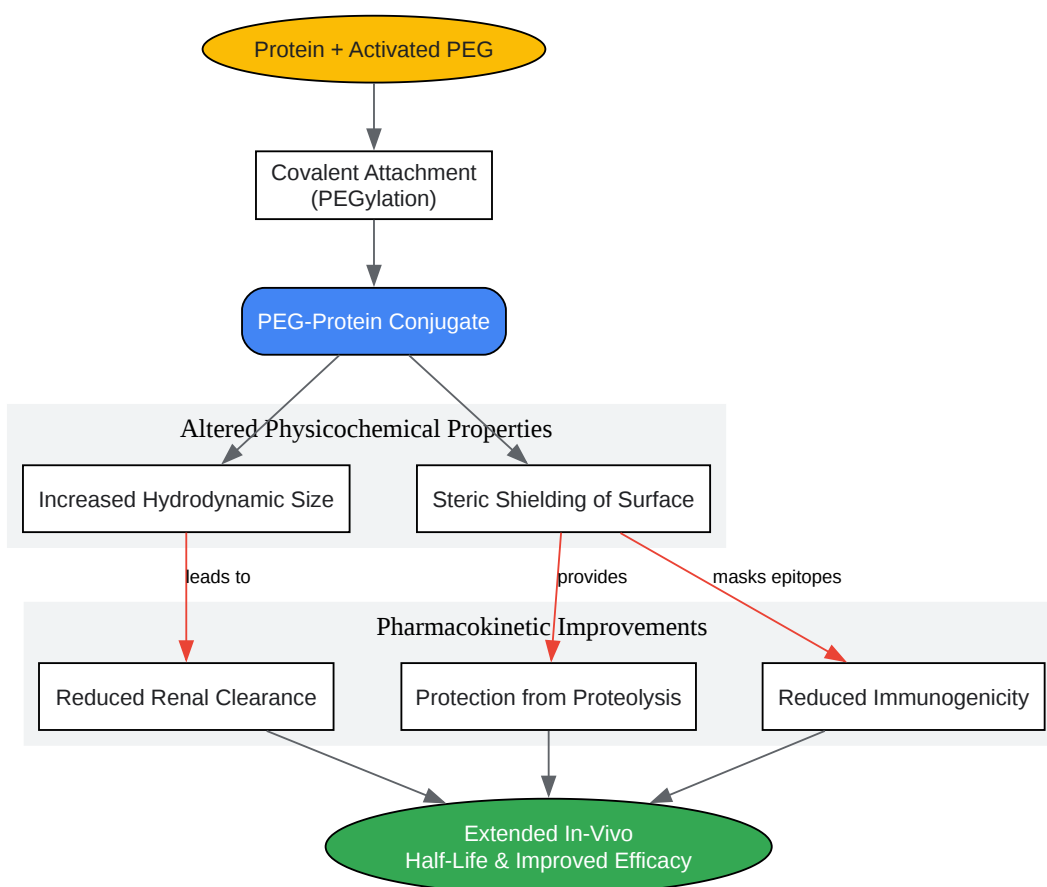 Protein + Activated PEG
Covalent Attachment
(PEGylation)
PEG-Protein Conjugate
Altered Physicochemical Properties
Increased Hydrodynamic Size
Steric Shielding of Surface
leads to
provides
masks epitopes
Pharmacokinetic Improvements
Reduced Renal Clearance
Protection from Proteolysis
Reduced Immunogenicity
Extended In-Vivo
Half-Life & Improved Efficacy